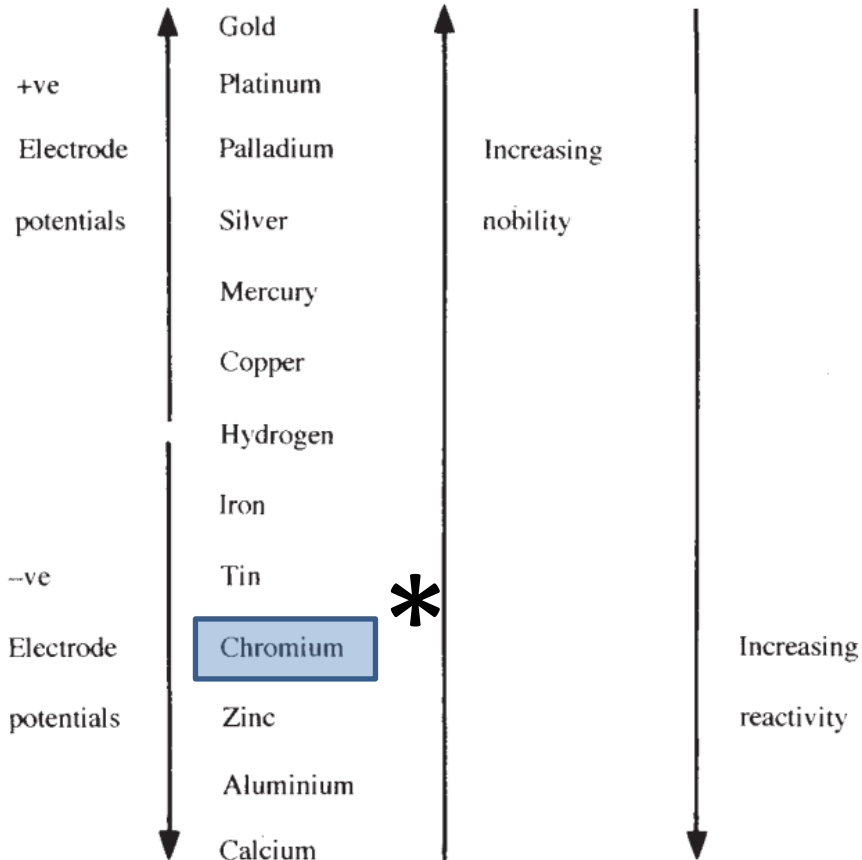 Gold
+ve
Platinum
Electrode
Palladium
Increasing
potentials
Silver
nobility
Mercury
Copper
Hydrogen
Iron
–ve
Tin
*
Electrode
Chromium
Increasing
potentials
Zinc
reactivity
Aluminium
Calcium